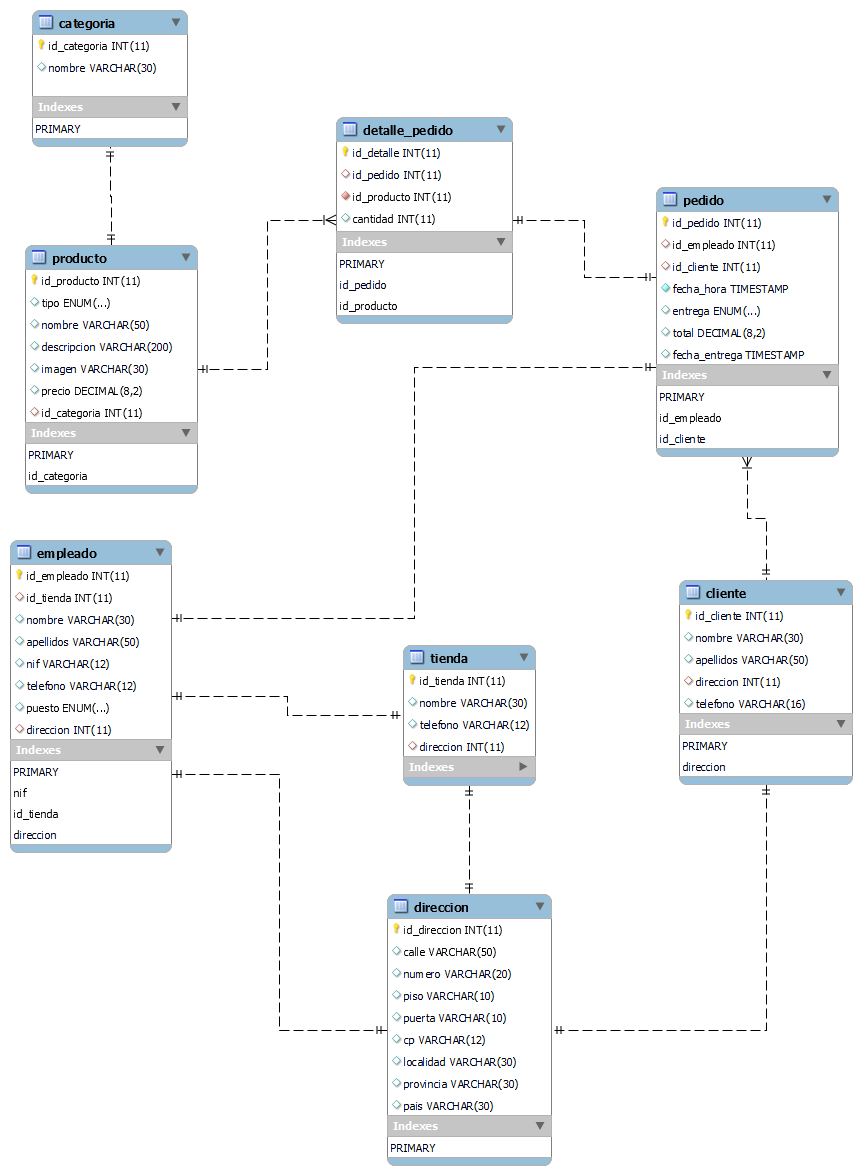 categoria
id_categoria INT(11)
nombre VARCHAR(30)
Indexes
PRIMARY
detalle_pedido
id_detalle INT(11)
id_pedido INT(11)
id_producto INT(11)
cantidad INT(11)
Indexes
PRIMARY
id_pedido
id_producto
pedido
id_pedido INT(11)
id_empleado INT(11)
id_cliente INT(11)
fecha_hora TIMESTAMP
entrega ENUM(...)
total DECIMAL(8,2)
fecha_entrega TIMESTAMP
Indexes
PRIMARY
id_empleado
id_cliente
producto
id_producto INT(11)
tipo ENUM(...)
nombre VARCHAR(50)
descripcion VARCHAR(200)
imagen VARCHAR(30)
precio DECIMAL(8,2)
id_categoria INT(11)
Indexes
PRIMARY
id_categoria
empleado
id_empleado INT(11)
id_tienda INT(11)
nombre VARCHAR(30)
apellidos VARCHAR(50)
nif VARCHAR(12)
telefono VARCHAR(12)
puesto ENUM(...)
direccion INT(11)
Indexes
PRIMARY
nif
id_tienda
direccion
tienda
id_tienda INT(11)
nombre VARCHAR(30)
telefono VARCHAR(12)
direccion INT(11)
Indexes
cliente
id_cliente INT(11)
nombre VARCHAR(30)
apellidos VARCHAR(50)
direccion INT(11)
telefono VARCHAR(16)
Indexes
PRIMARY
direccion
direccion
id_direccion INT(11)
calle VARCHAR(50)
numero VARCHAR(20)
piso VARCHAR(10)
puerta VARCHAR(10)
cp VARCHAR(12)
localidad VARCHAR(30)
provincia VARCHAR(30)
pais VARCHAR(30)
Indexes
PRIMARY